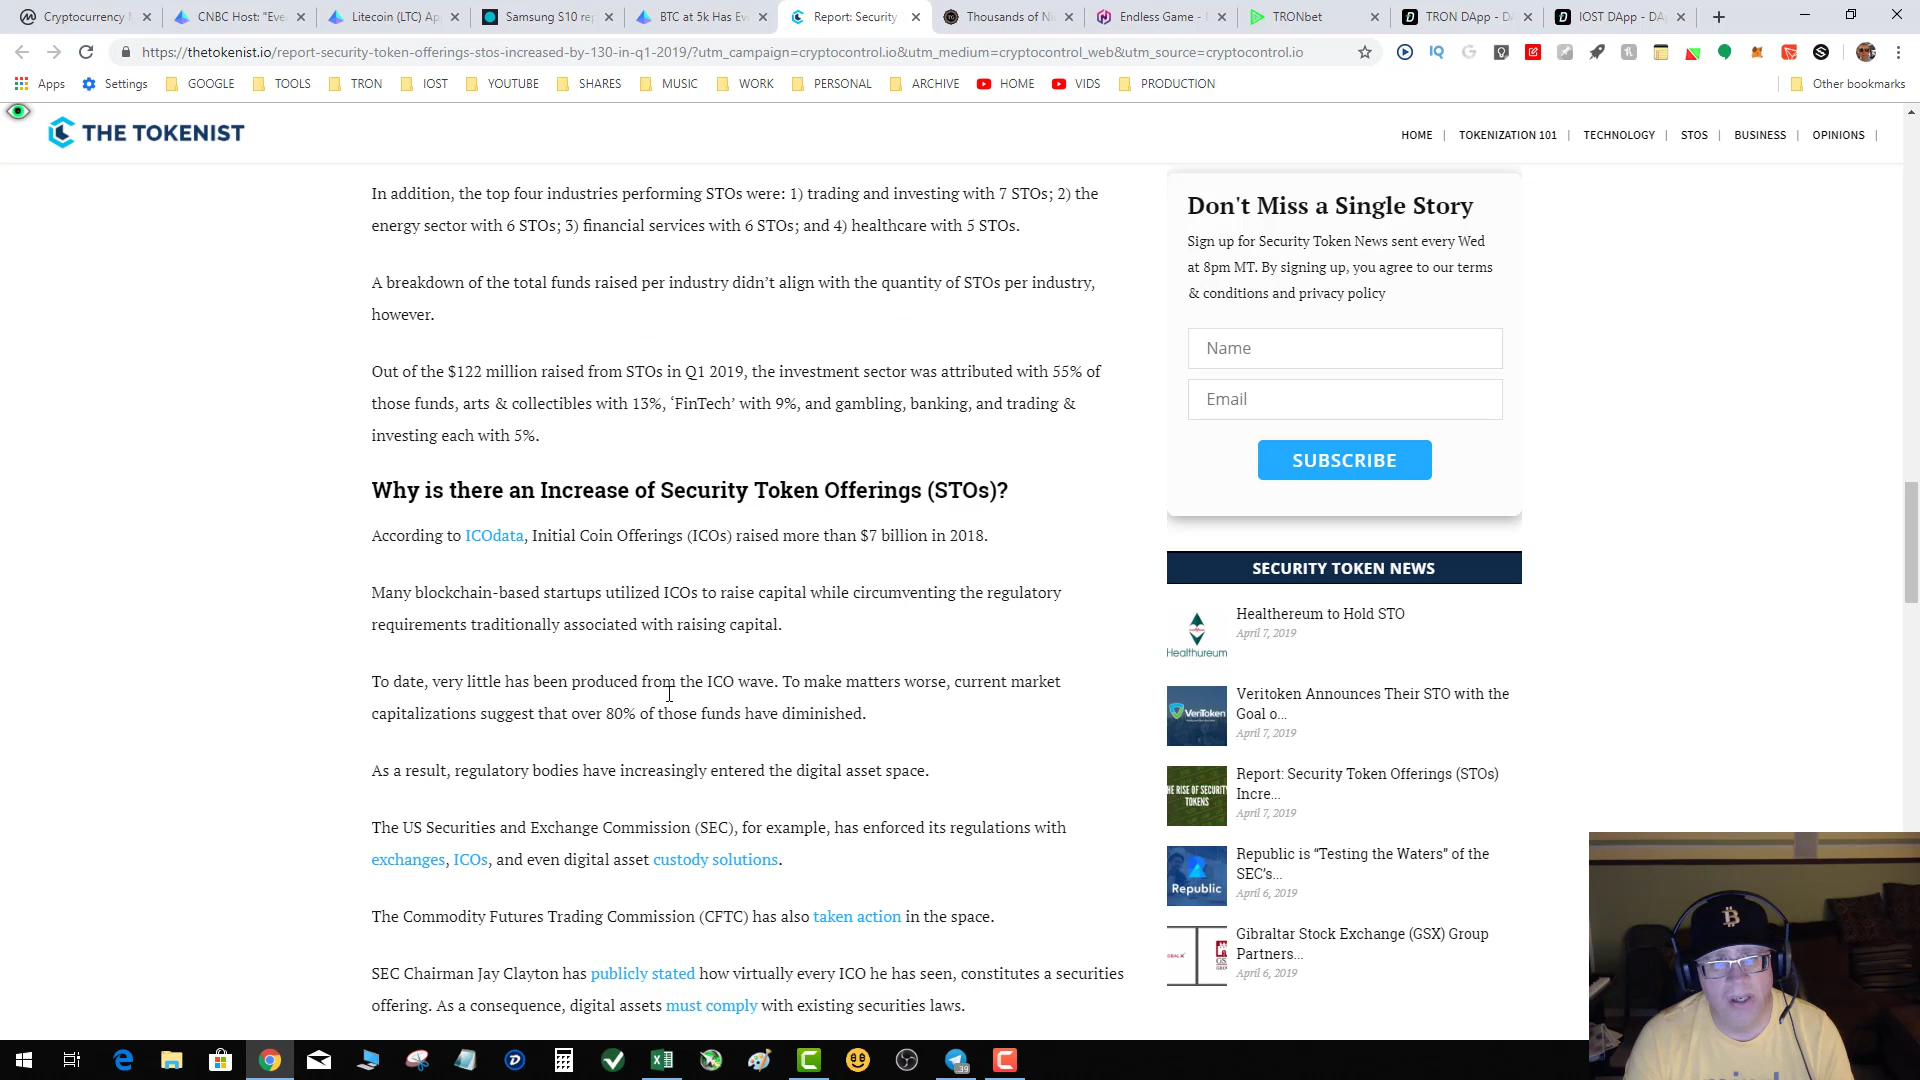 Cryptocurrency M
CNBC Host: "Eve
Litecoin (LTC) Ap
Samsung S10 rep
BTC at 5k Has Ev
Report: Security
Thousands of Ni
Endless Game -
TRONbet
TRON DApp - DA
IOST DApp - DA
https://thetokenist.io/report-security-token-offerings-stos-increased-by-130-in-q1-2019/?utm_campaign=cryptocontrol.io&utm_medium=cryptocontrol_web&utm_source=cryptocontrol.io
Apps
Settings
GOOGLE
TOOLS
TRON
IOST
YOUTUBE
SHARES
MUSIC
WORK
PERSONAL
ARCHIVE
HOME
VIDS
PRODUCTION
Other bookmarks
THE TOKENIST
HOME
TOKENIZATION 101
TECHNOLOGY
STOS
BUSINESS
OPINIONS
In addition, the top four industries performing STOs were: 1) trading and investing with 7 STOs; 2) the
energy sector with 6 STOs; 3) financial services with 6 STOs; and 4) healthcare with 5 STOs.
A breakdown of the total funds raised per industry didn’t align with the quantity of STOs per industry,
however.
Out of the $122 million raised from STOs in Q1 2019, the investment sector was attributed with 55% of
those funds, arts & collectibles with 13%, ‘FinTech’ with 9%, and gambling, banking, and trading &
investing each with 5%.
Why is there an Increase of Security Token Offerings (STOs)?
According to ICOdata, Initial Coin Offerings (ICOs) raised more than $7 billion in 2018.
Many blockchain-based startups utilized ICOs to raise capital while circumventing the regulatory
requirements traditionally associated with raising capital.
To date, very little has been produced from the ICO wave. To make matters worse, current market
capitalizations suggest that over 80% of those funds have diminished.
As a result, regulatory bodies have increasingly entered the digital asset space.
The US Securities and Exchange Commission (SEC), for example, has enforced its regulations with
exchanges, ICOs, and even digital asset custody solutions.
The Commodity Futures Trading Commission (CFTC) has also taken action in the space.
SEC Chairman Jay Clayton has publicly stated how virtually every ICO he has seen, constitutes a securities
offering. As a consequence, digital assets must comply with existing securities laws.
Don't Miss a Single Story
Sign up for Security Token News sent every Wed
at 8pm MT. By signing up, you agree to our terms
& conditions and privacy policy
Name
Email
SUBSCRIBE
SECURITY TOKEN NEWS
Healthureum
Healthereum to Hold STO
April 7, 2019
VeriToken
Veritoken Announces Their STO with the
Goal o...
April 7, 2019
HE RISE OF SECURITY
TOKENS
Report: Security Token Offerings (STOs)
Incre...
April 7, 2019
Republic
Republic is “Testing the Waters” of the
SEC’s...
April 6, 2019
Gibraltar Stock Exchange (GSX) Group
Partners...
April 6, 2019
39